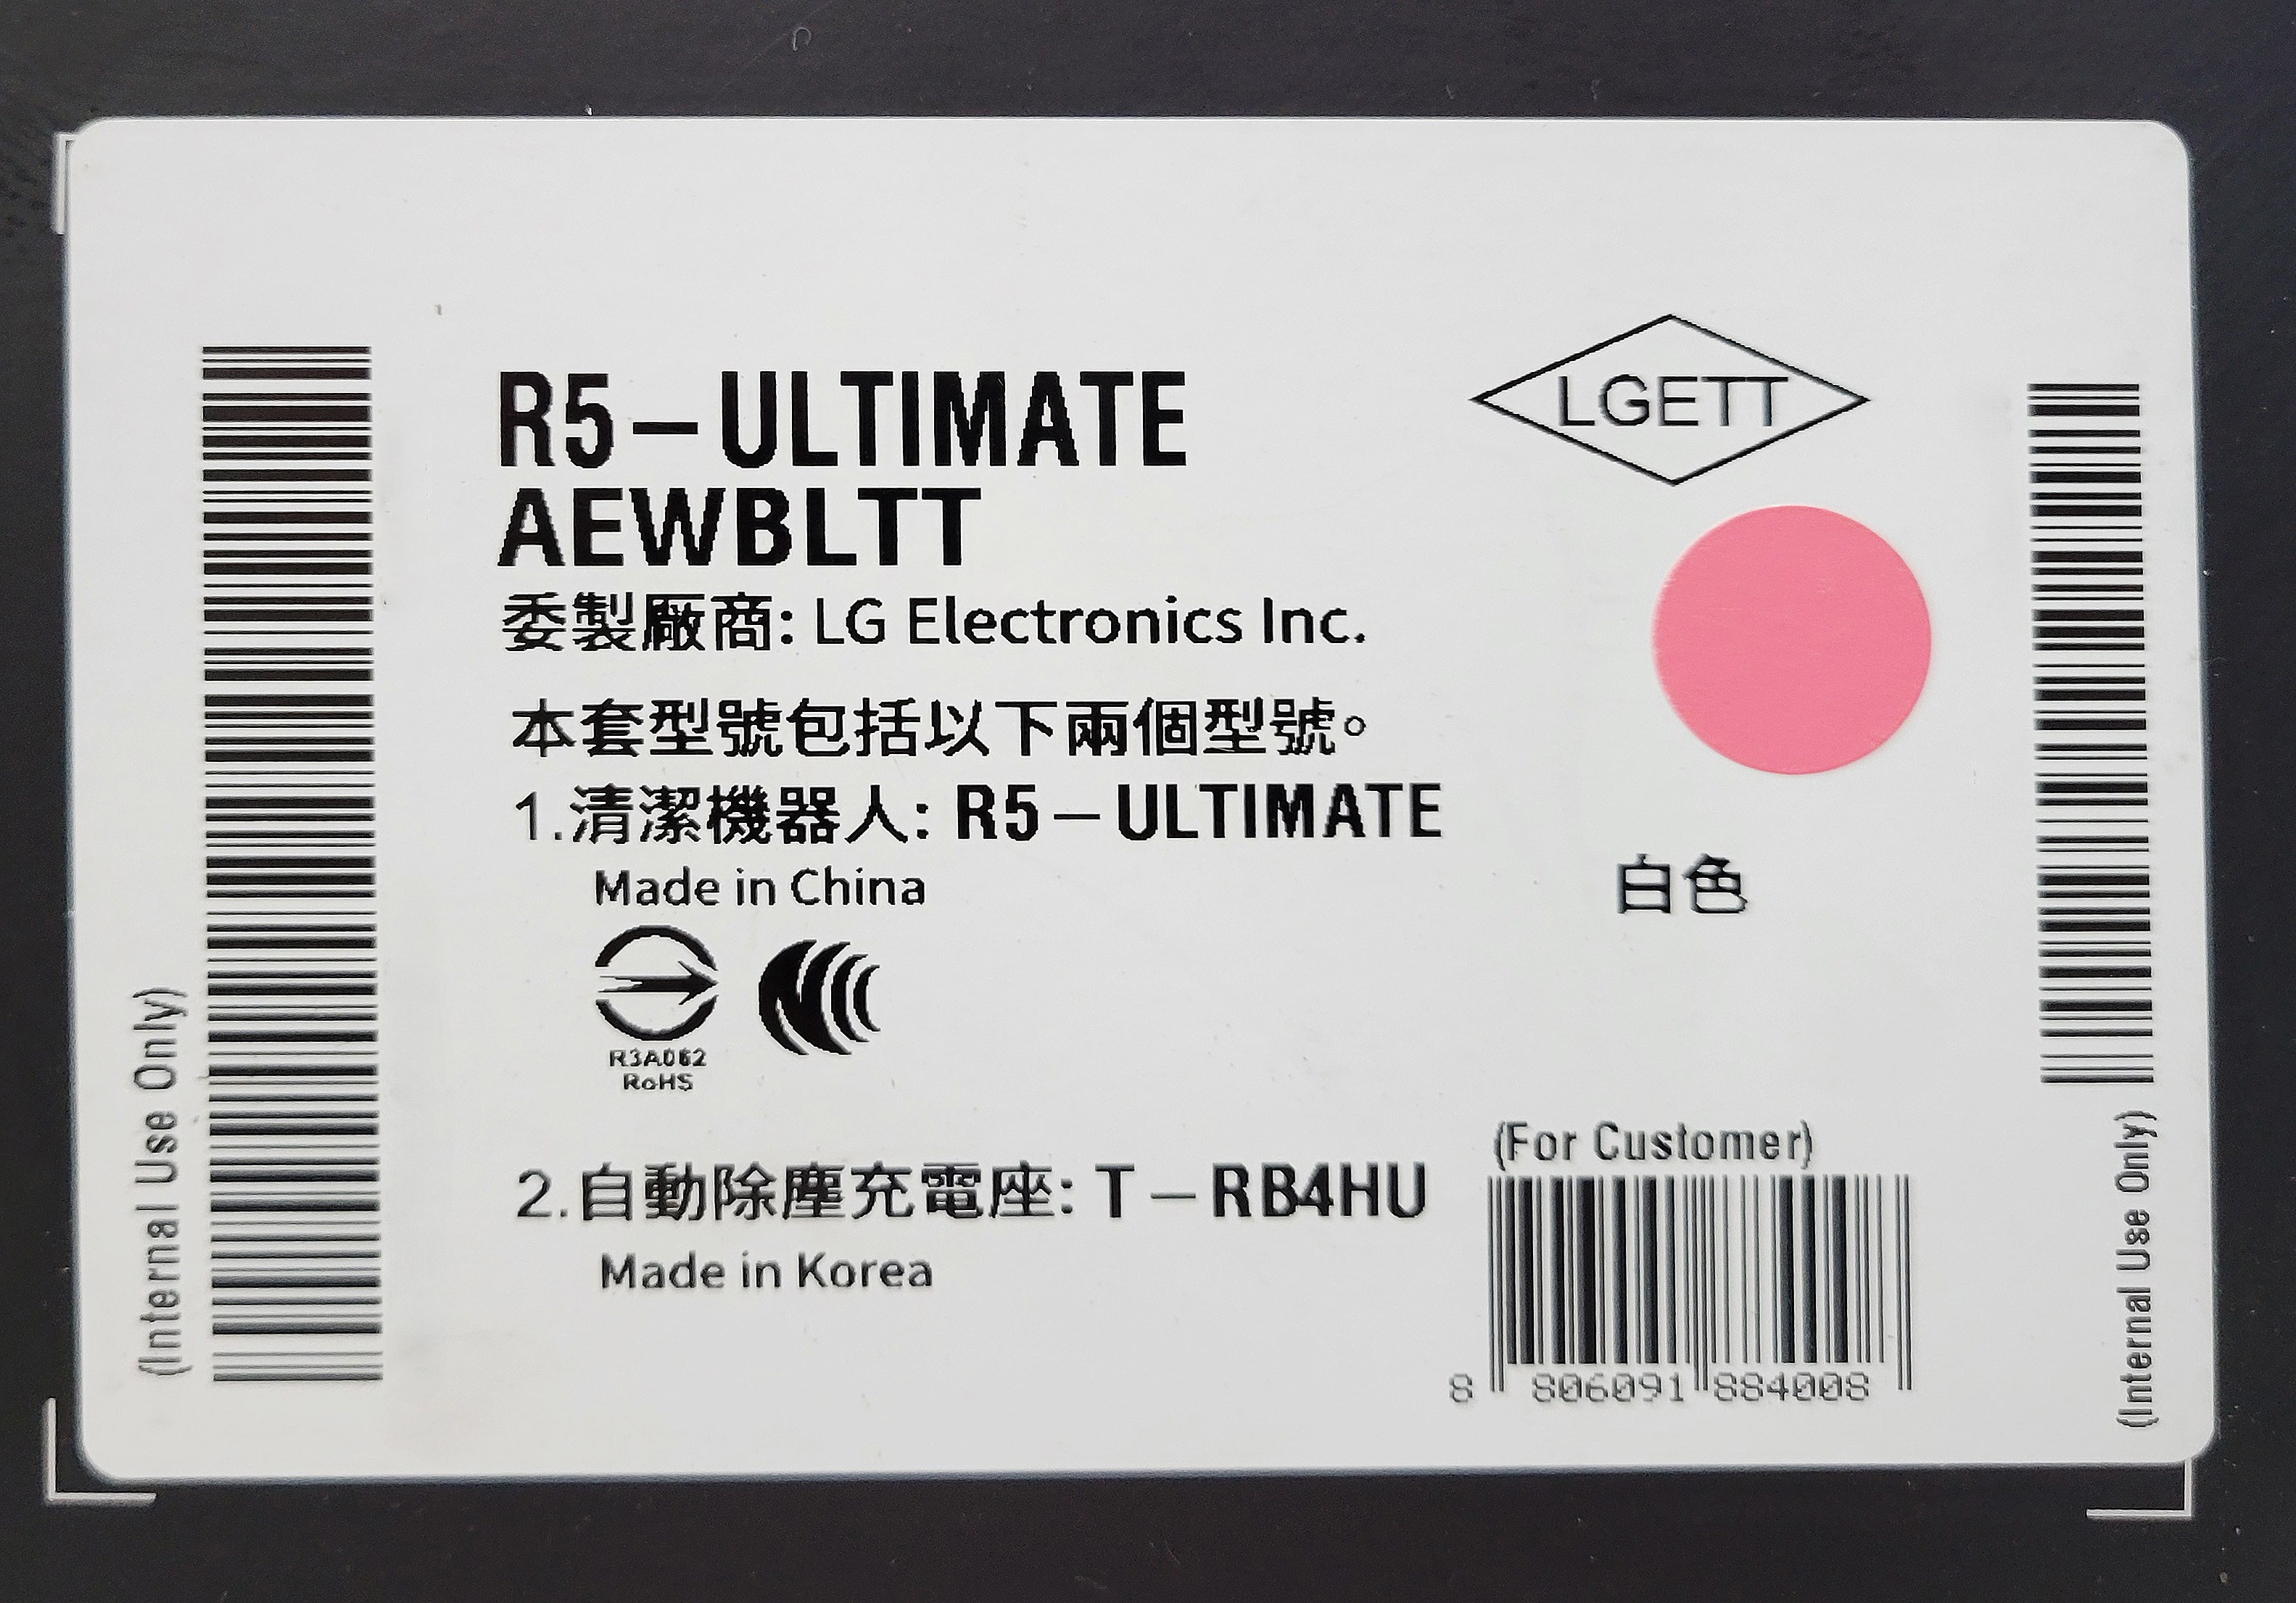 R5-ULTIMATE
AEWBLTT
LGETT
委製廠商: LG Electronics Inc.
本套型號包括以下兩個型號。
1.清潔機器人: R5-ULTIMATE
Made in China
白色
R3A062
RoHS
2.自動除塵充電座: T-RB4HU
Made in Korea
(For Customer)
8 806091 884008
(Internal Use Only)
(Internal Use Only)